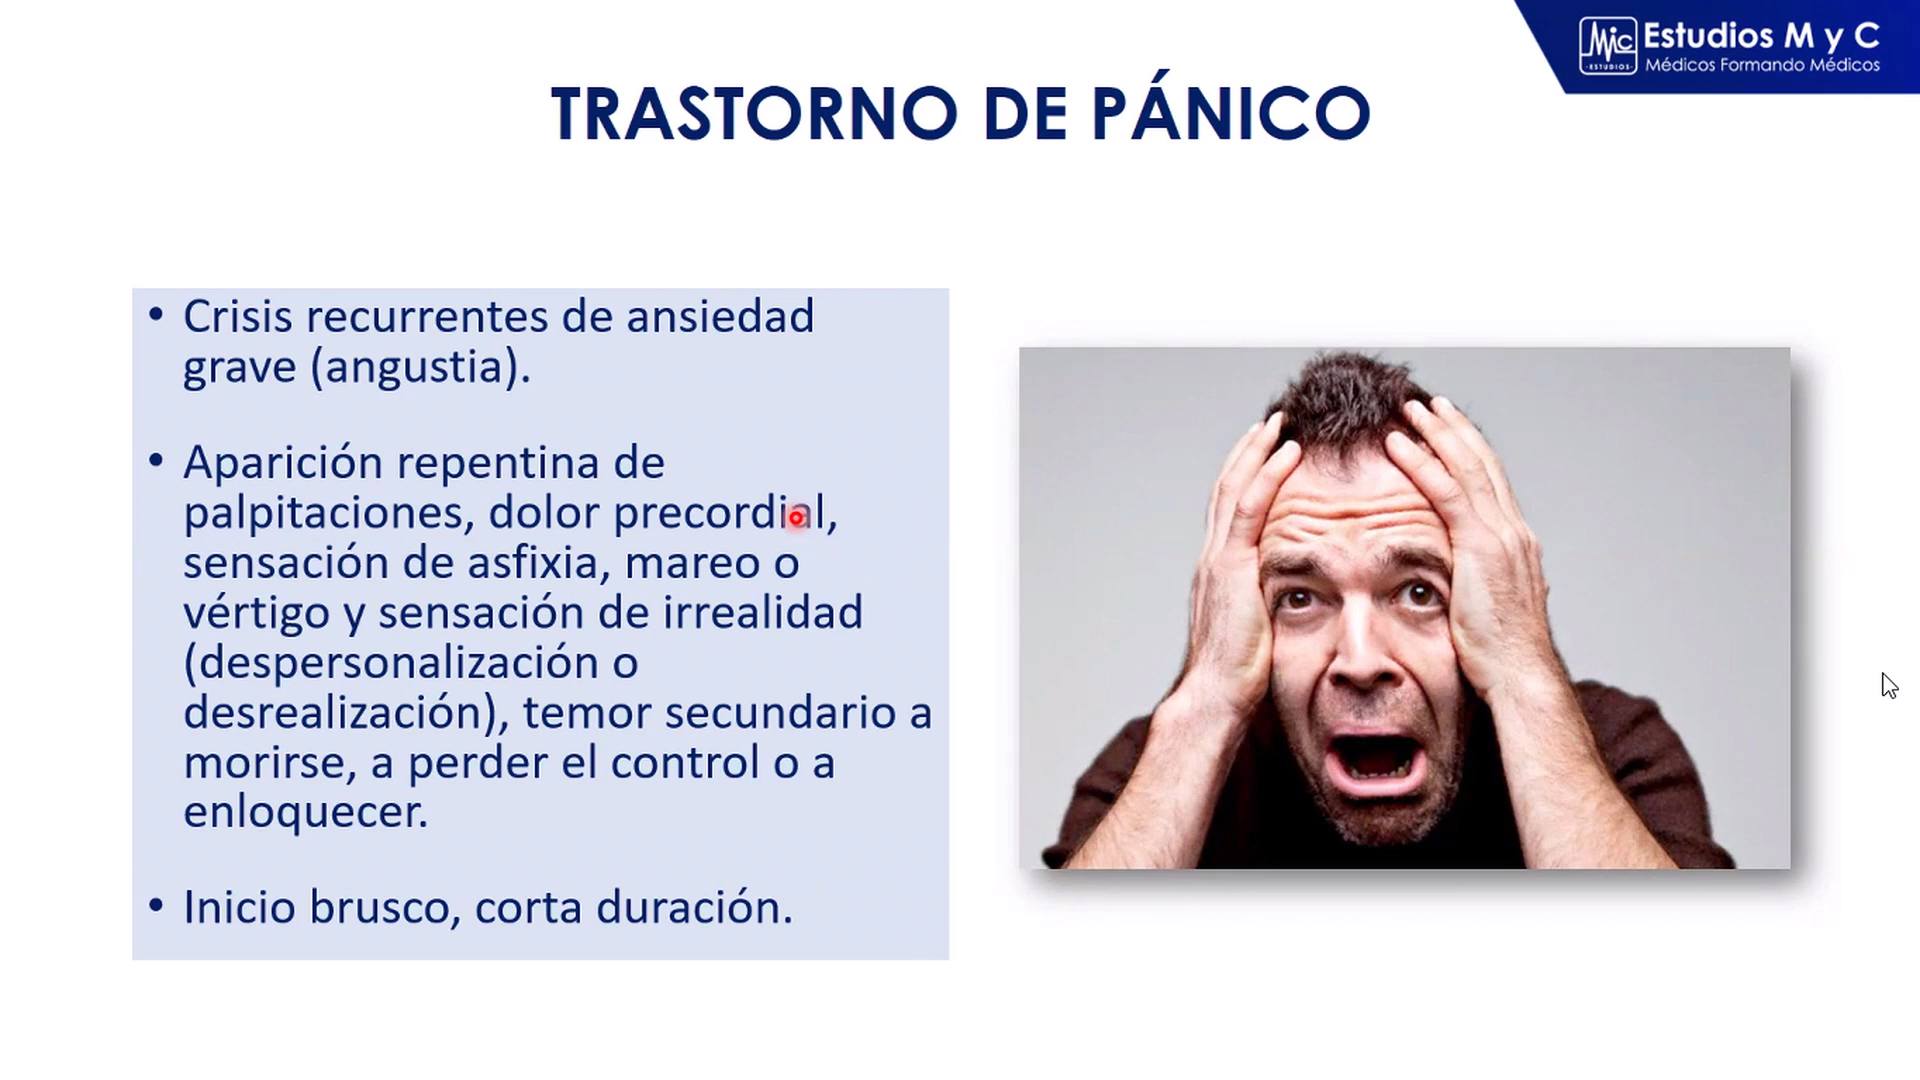 Mic
ESTUDIOS
Estudios M y C
Médicos Formando Médicos
TRASTORNO DE PÁNICO
• Crisis recurrentes de ansiedad
grave (angustia).
• Aparición repentina de
palpitaciones, dolor precordial,
sensación de asfixia, mareo o
vértigo y sensación de irrealidad
(despersonalización o
desrealización), temor secundario a
morirse, a perder el control o a
enloquecer.
• Inicio brusco, corta duración.